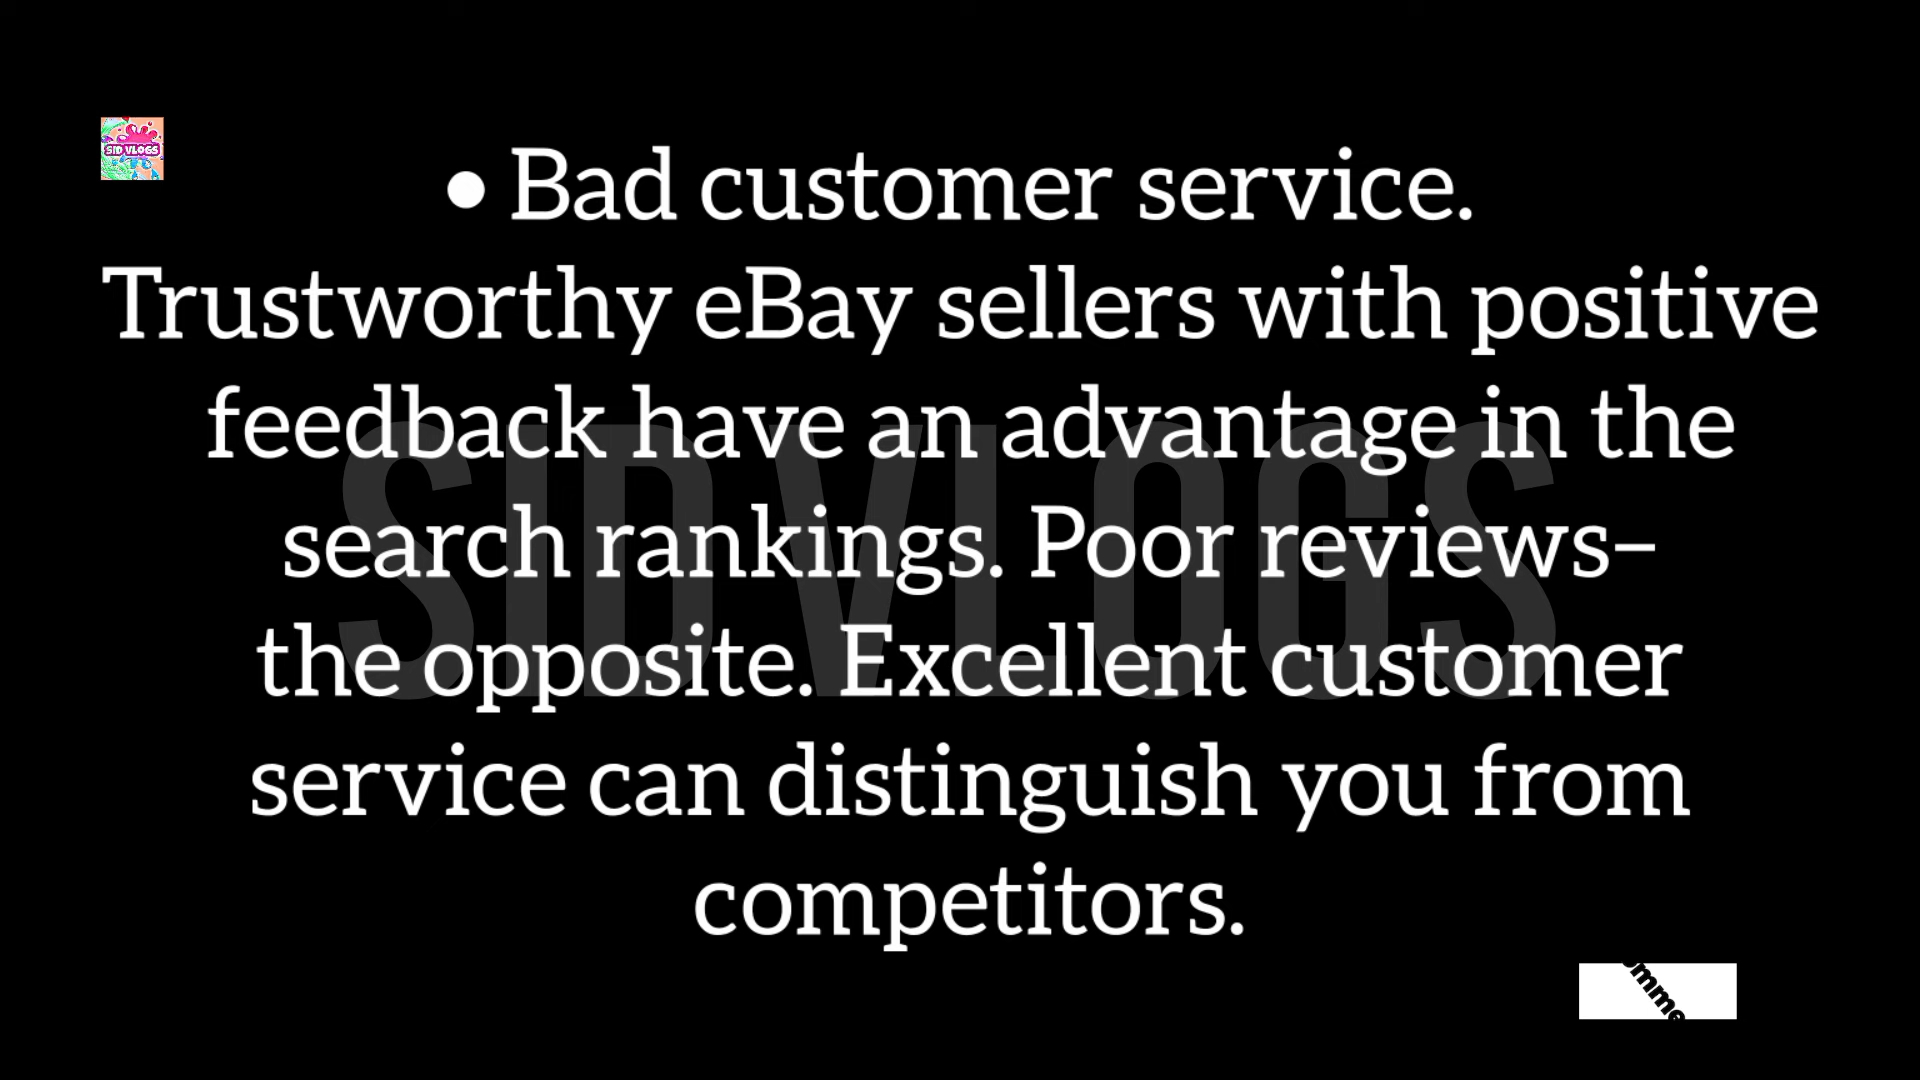 SID VLOGS
• Bad customer service.
Trustworthy eBay sellers with positive
feedback have an advantage in the
search rankings. Poor reviews–
the opposite. Excellent customer
service can distinguish you from
competitors.
SID VLOGS
omme